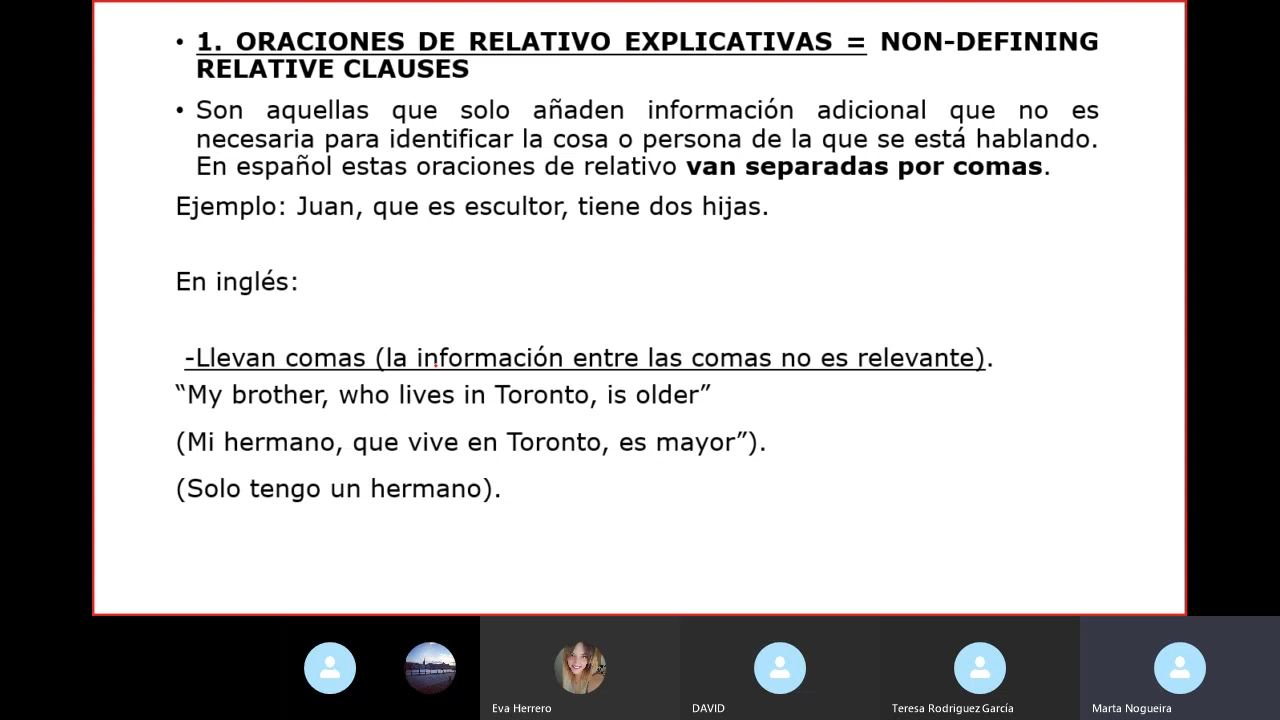 • 1. ORACIONES DE RELATIVO EXPLICATIVAS = NON-DEFINING
RELATIVE CLAUSES
• Son aquellas que solo añaden información adicional que no es
necesaria para identificar la cosa o persona de la que se está hablando.
En español estas oraciones de relativo van separadas por comas.
Ejemplo: Juan, que es escultor, tiene dos hijas.
En inglés:
-Llevan comas (la información entre las comas no es relevante).
“My brother, who lives in Toronto, is older”
(Mi hermano, que vive en Toronto, es mayor”).
(Solo tengo un hermano).
Eva Herrero
DAVID
Teresa Rodriguez García
Marta Nogueira